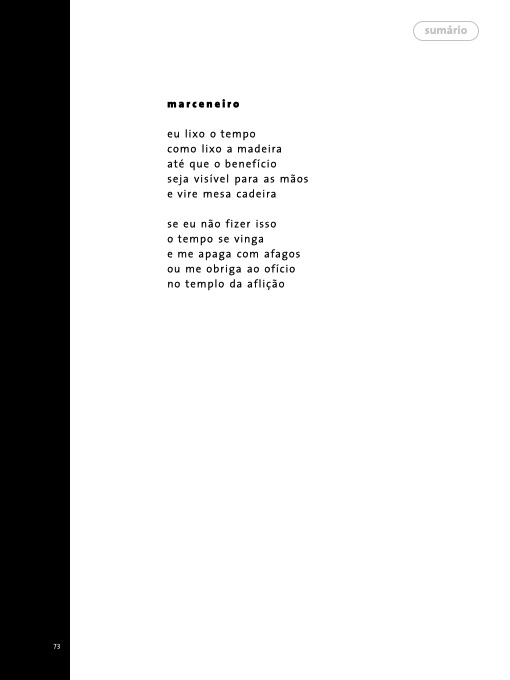 sumário
marceneiro
eu lixo o tempo
como lixo a madeira
até que o benefício
seja visível para as mãos
e vire mesa cadeira
se eu não fizer isso
o tempo se vinga
e me apaga com afagos
ou me obriga ao ofício
no templo da aflição
73